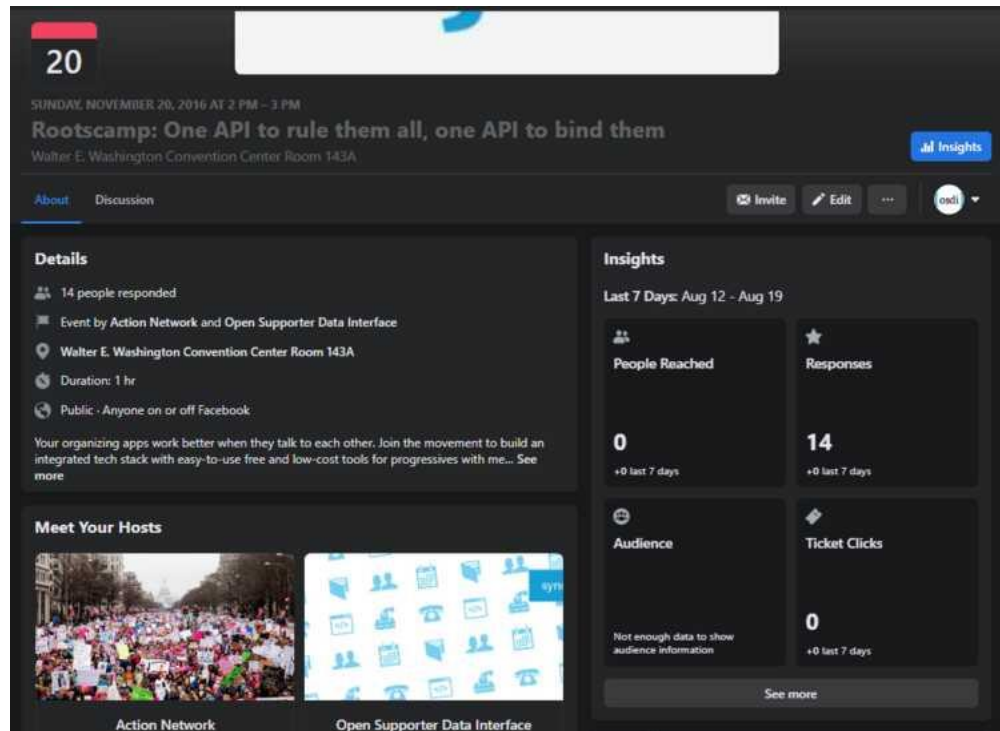 20
SUNDAY, NOVEMBER 20, 2016 AT 2 PM – 3 PM
Rootscamp: One API to rule them all, one API to bind them
Walter E. Washington Convention Center Room 143A
Insights
About
Discussion
Invite
Edit
osdi
Details
14 people responded
Event by Action Network and Open Supporter Data Interface
Walter E. Washington Convention Center Room 143A
Duration: 1 hr
Public · Anyone on or off Facebook
Your organizing apps work better when they talk to each other. Join the movement to build an
integrated tech stack with easy-to-use free and low-cost tools for progressives with me... See
more
Meet Your Hosts
sync
Action Network
Open Supporter Data Interface
Insights
Last 7 Days: Aug 12 - Aug 19
People Reached
0
+0 last 7 days
Responses
14
+0 last 7 days
Audience
Not enough data to show
audience information
Ticket Clicks
0
+0 last 7 days
See more